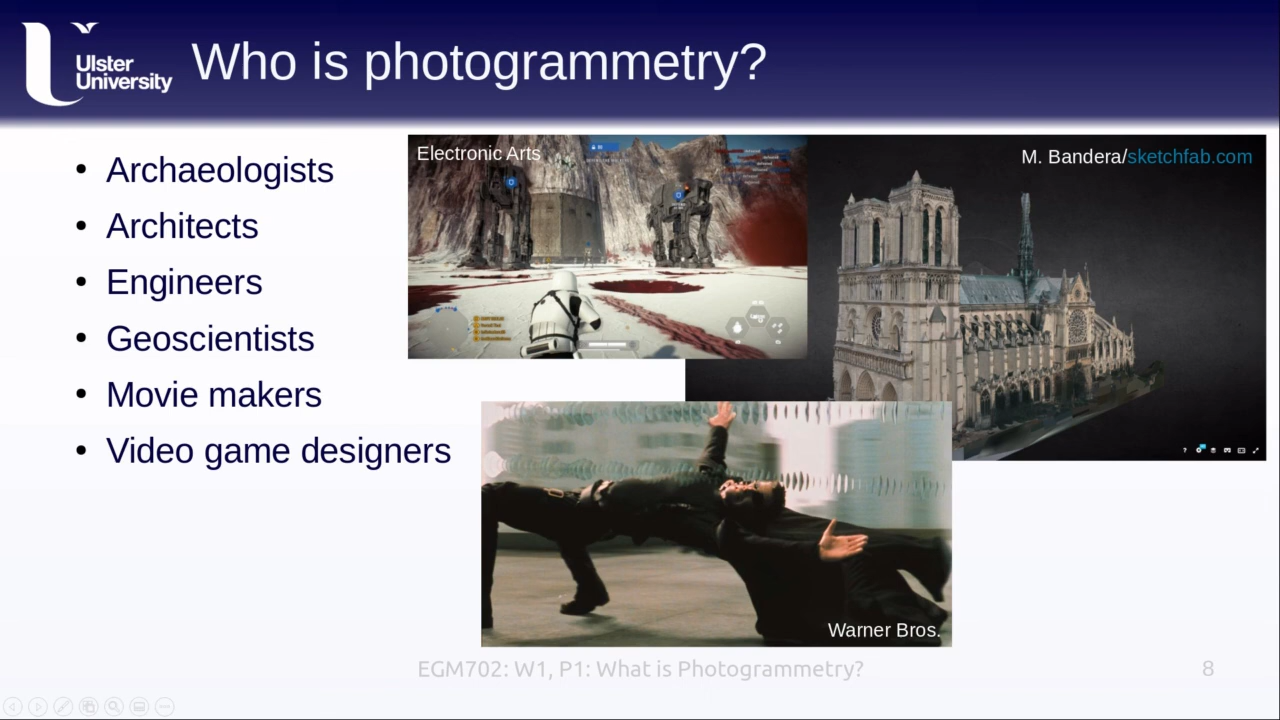 Ulster
University
Who is photogrammetry?
• Archaeologists
• Architects
• Engineers
• Geoscientists
• Movie makers
• Video game designers
Electronic Arts
M. Bandera/sketchfab.com
Warner Bros.
EGM702: W1, P1: What is Photogrammetry?
8